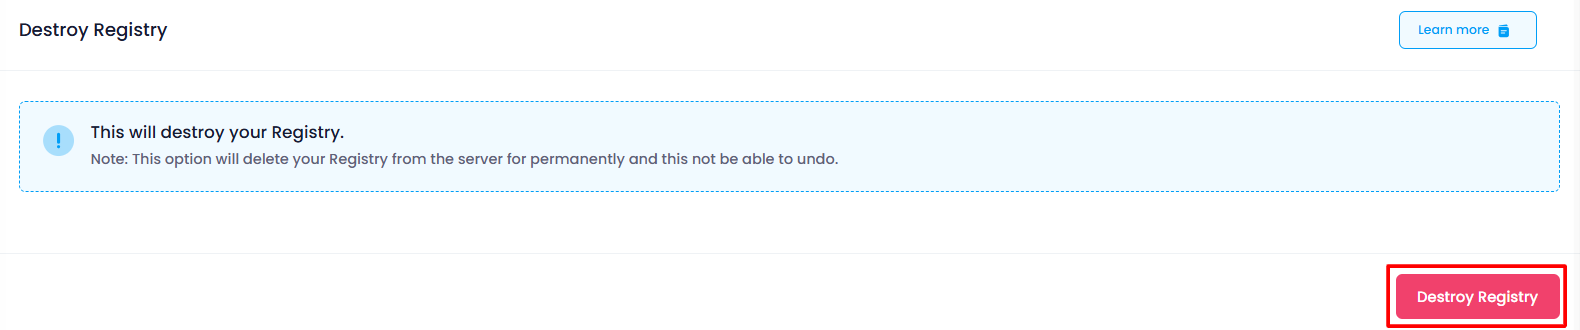 Destroy Registry
Learn more
This will destroy your Registry.
Note: This option will delete your Registry from the server for permanently and this not be able to undo.
Destroy Registry